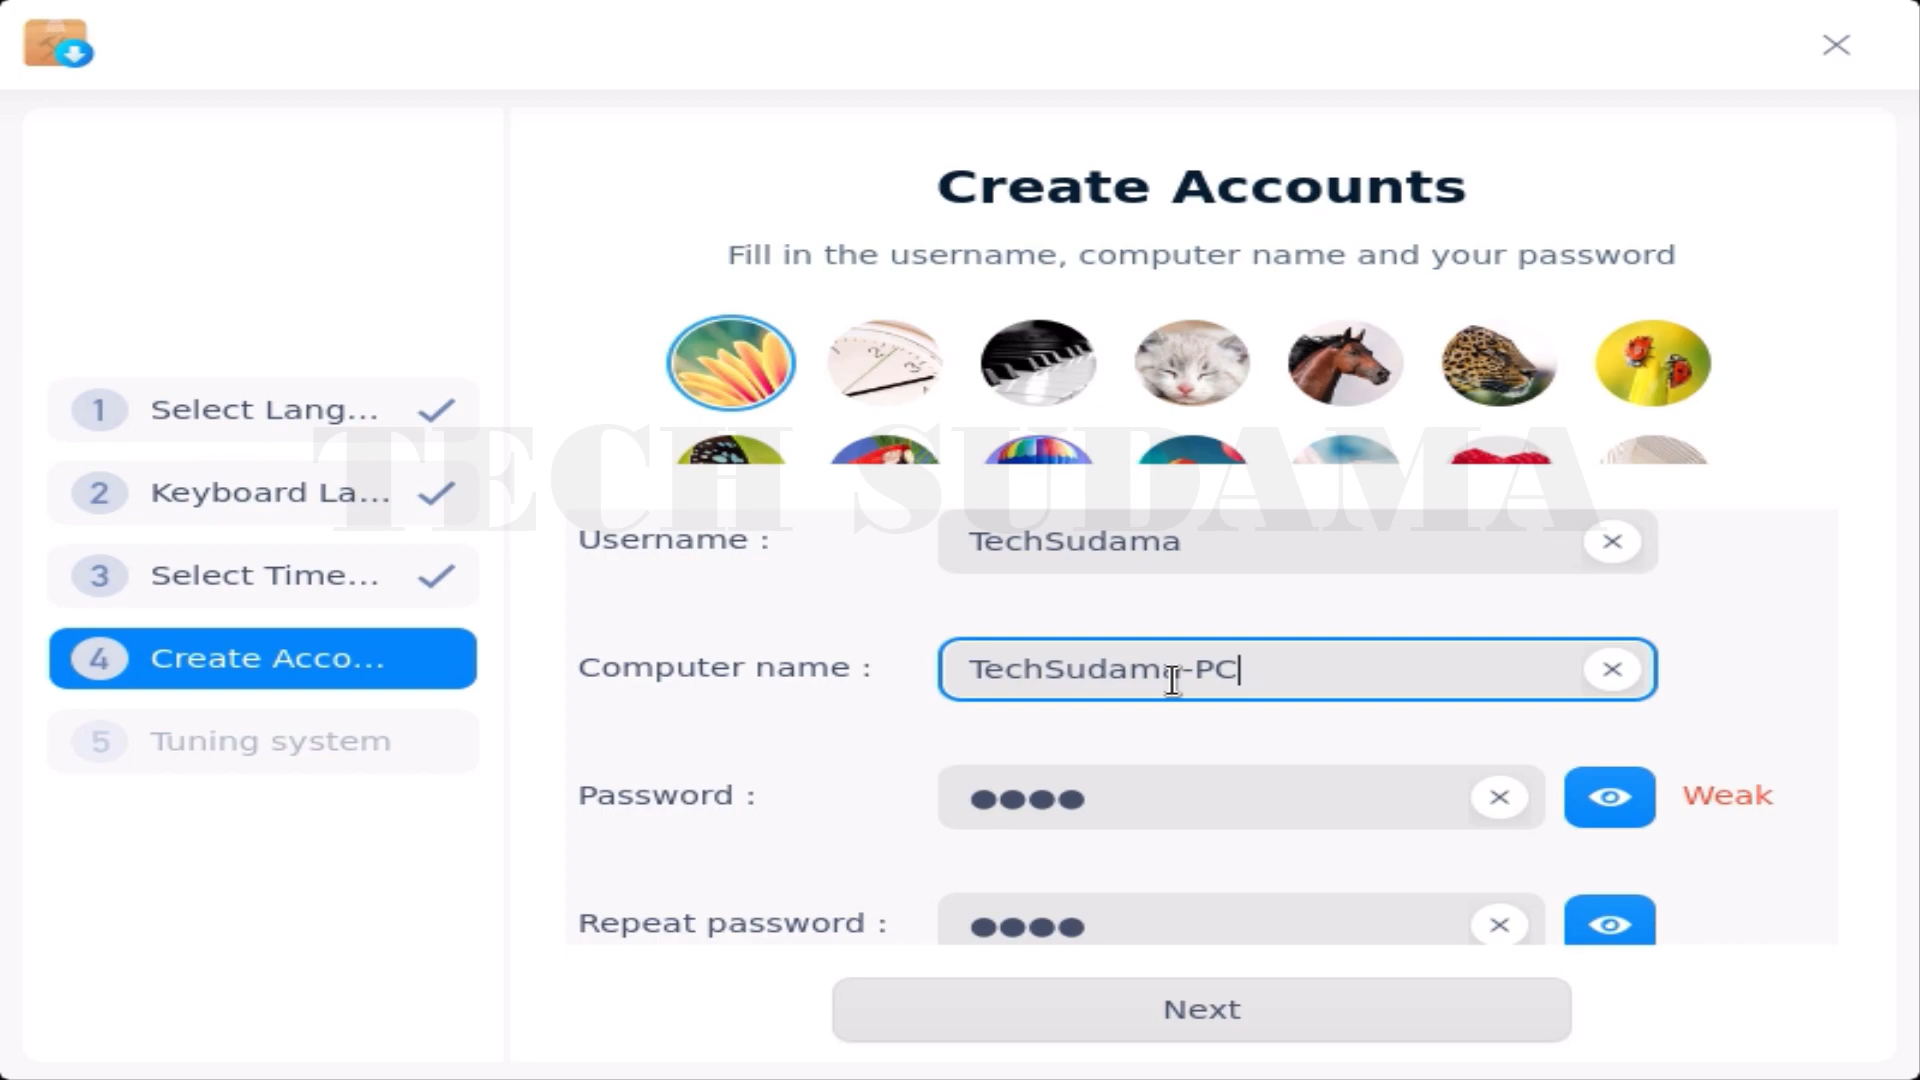 Create Accounts
Fill in the username, computer name and your password
1 Select Lang...
2 Keyboard La...
3 Select Time...
4 Create Acco...
5 Tuning system
TECH SUDAMA
Username : TechSudama
Computer name : TechSudama-PC
Password : ●●●● Weak
Repeat password : ●●●●
Next